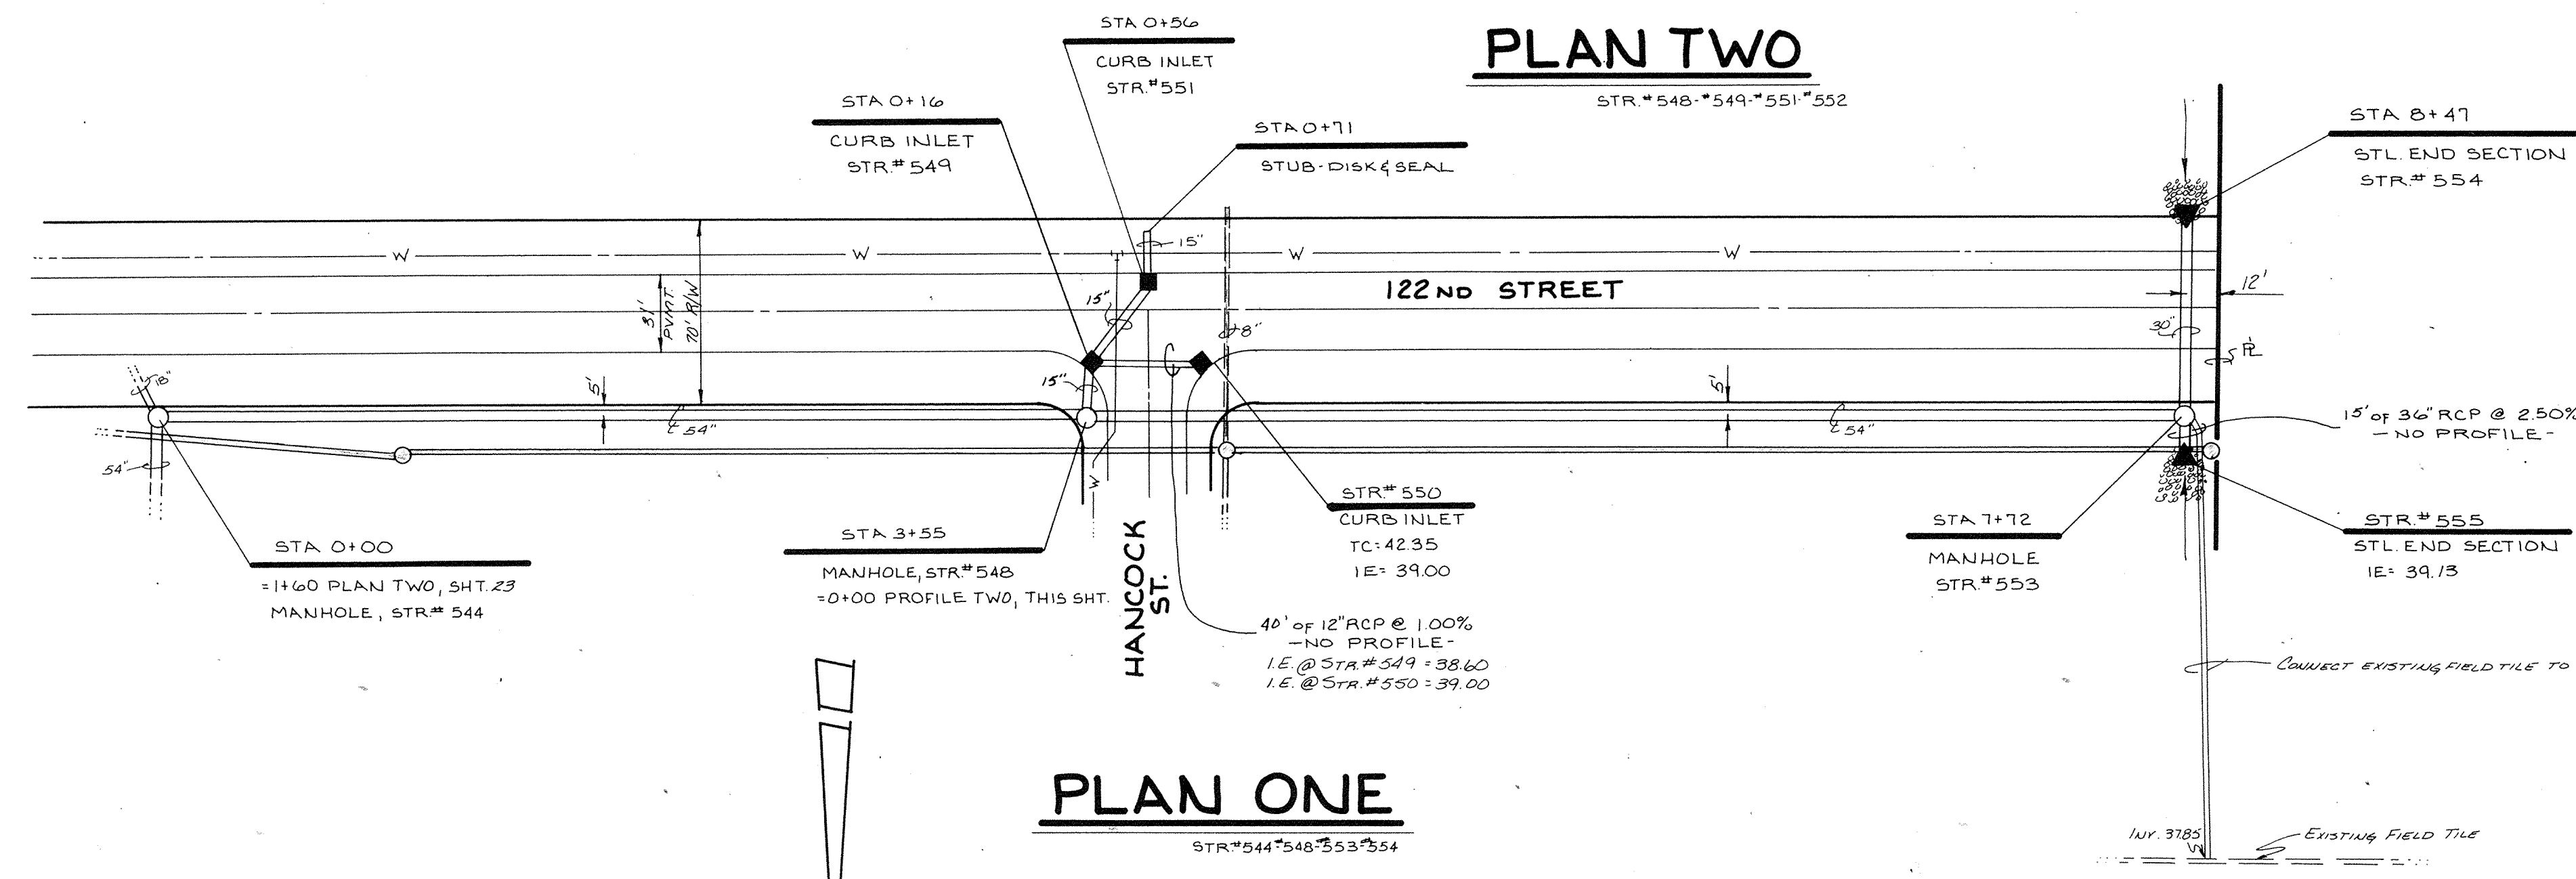 STA 0+56
CURB INLET
STR.#551
PLAN TWO
STR.#548-#549-#551-#552
STA 0+16
CURB INLET
STR.#549
STA 0+71
STUB-DISK & SEAL
STA 8+47
STL. END SECTION
STR.# 554
W
W
15"
W
W
122ND STREET
31'
PVMT.
70' R/W
15"
8"
30"
12'
PL
18"
5'
15"
5'
54"
54"
54"
15' OF 36" RCP @ 2.50%
-NO PROFILE-
W
STA 0+00
=1+60 PLAN TWO, SHT. 23
MANHOLE, STR.# 544
STA 3+55
MANHOLE, STR.#548
=0+00 PROFILE TWO, THIS SHT.
HANCOCK
ST.
STR.# 550
CURB INLET
TC=42.35
IE= 39.00
STA 7+72
MANHOLE
STR.#553
STR.# 555
STL. END SECTION
IE= 39.13
40' OF 12" RCP @ 1.00%
-NO PROFILE-
I.E. @ STR.#549 = 38.60
I.E. @ STR.#550 = 39.00
CONNECT EXISTING FIELD TILE TO
PLAN ONE
STR.#544-#548-#553-#554
INV. 37.85
EXISTING FIELD TILE